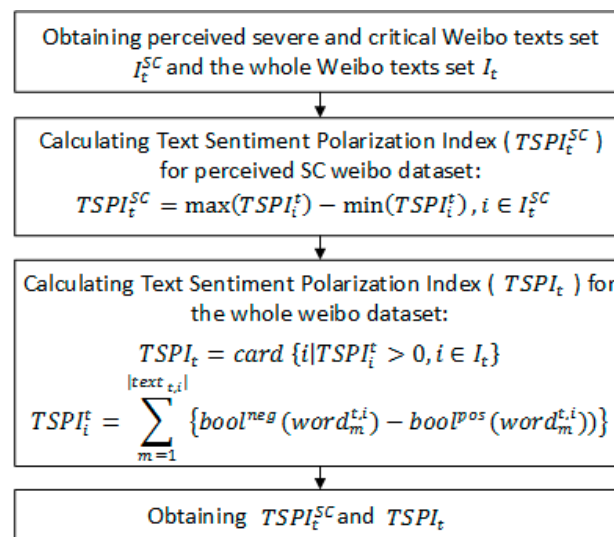 Obtaining perceived severe and critical Weibo texts set
$I_t^{SC}$ and the whole Weibo texts set $I_t$
Calculating Text Sentiment Polarization Index ( $TSPI_t^{SC}$ )
for perceived SC weibo dataset:
$TSPI_t^{SC} = \max(TSPI_i^t) - \min(TSPI_i^t), i \in I_t^{SC}$
Calculating Text Sentiment Polarization Index ( $TSPI_t$ ) for
the whole weibo dataset:
$TSPI_t = card \{i|TSPI_i^t > 0, i \in I_t\}$
$TSPI_i^t = \sum_{m=1}^{|text_{t,i}|} \{bool^{neg}(word_m^{t,i}) - bool^{pos}(word_m^{t,i}))\}$
Obtaining $TSPI_t^{SC}$ and $TSPI_t$